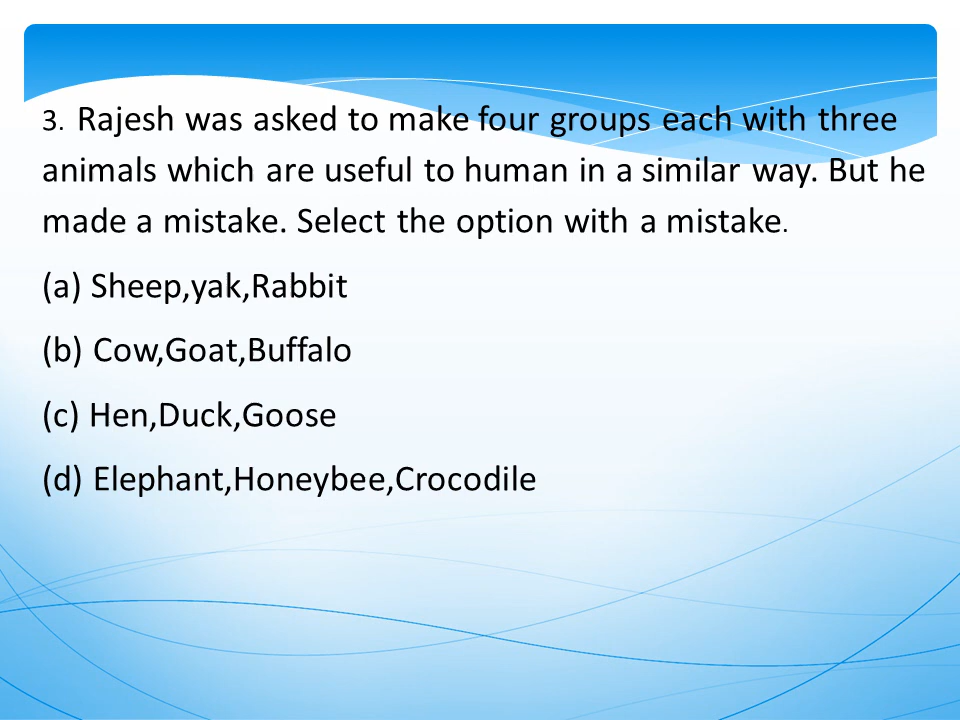 3. Rajesh was asked to make four groups each with three
animals which are useful to human in a similar way. But he
made a mistake. Select the option with a mistake.
(a) Sheep,yak,Rabbit
(b) Cow,Goat,Buffalo
(c) Hen,Duck,Goose
(d) Elephant,Honeybee,Crocodile